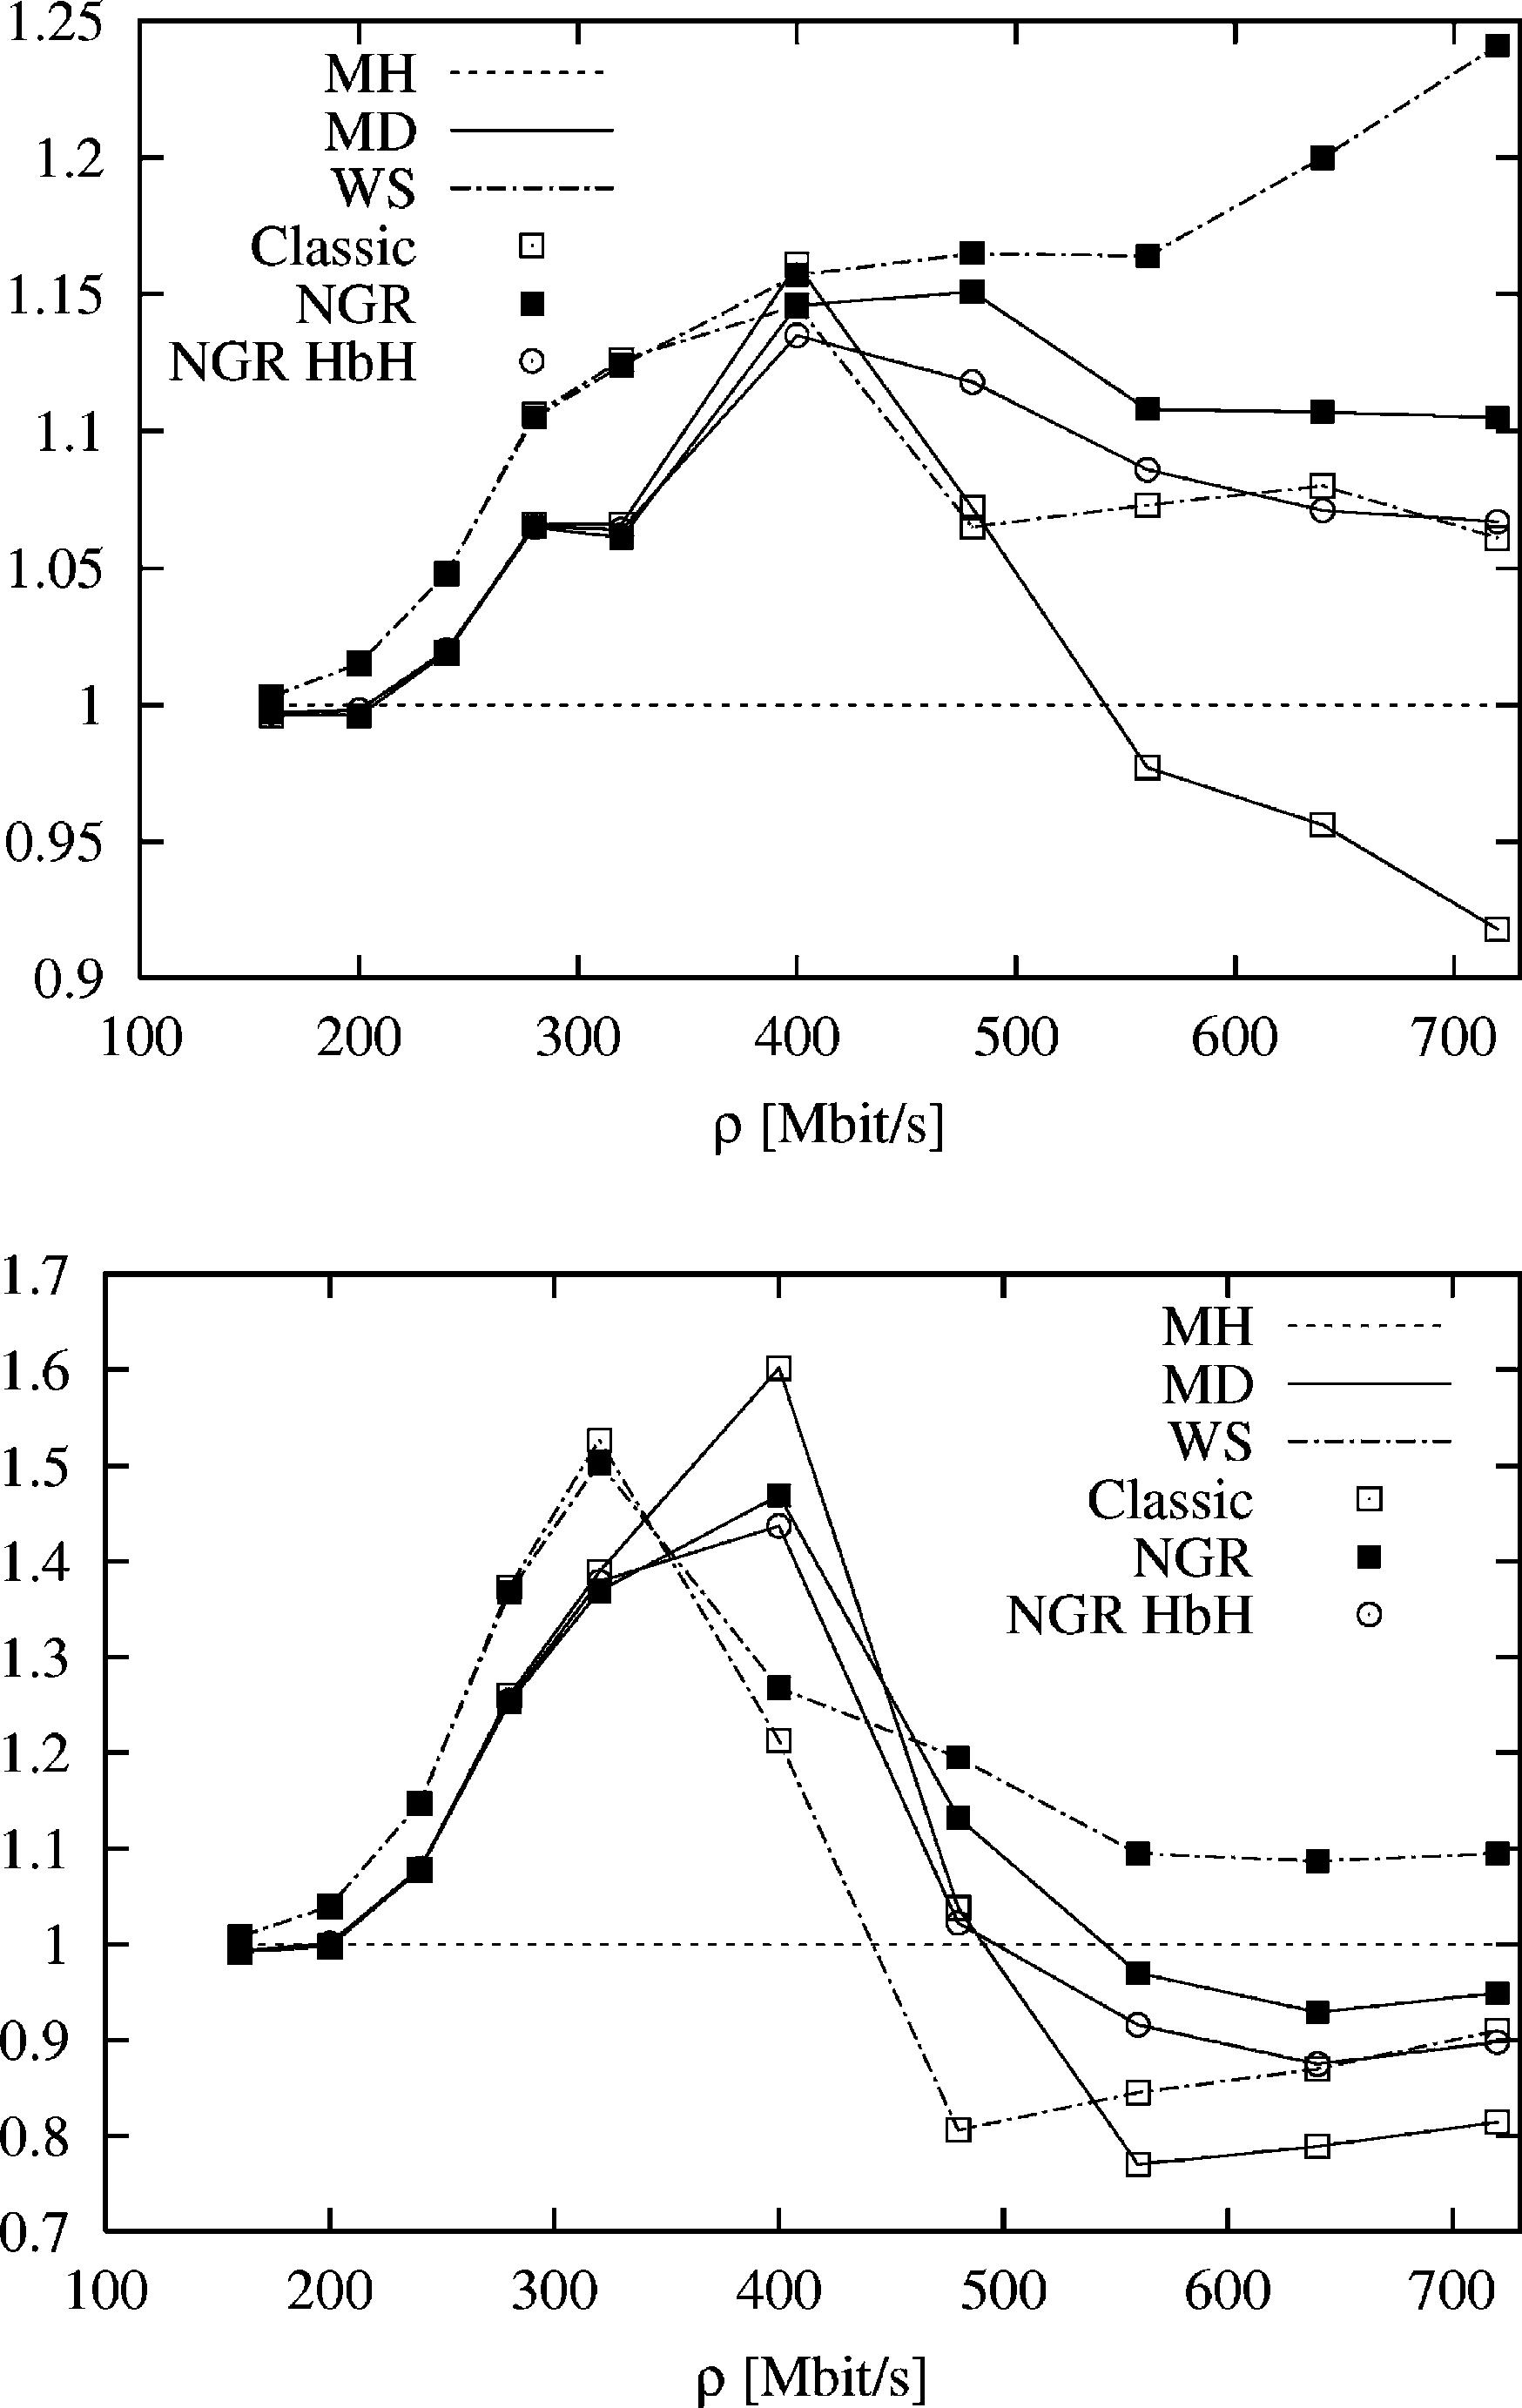 1.25
1.2
1.15
1.1
1.05
1
0.95
0.9
MH
MD
WS
Classic
NGR
NGR HbH
100 200 300 400 500 600 700
ρ [Mbit/s]
1.7
1.6
1.5
1.4
1.3
1.2
1.1
1
0.9
0.8
0.7
MH
MD
WS
Classic
NGR
NGR HbH
100 200 300 400 500 600 700
ρ [Mbit/s]